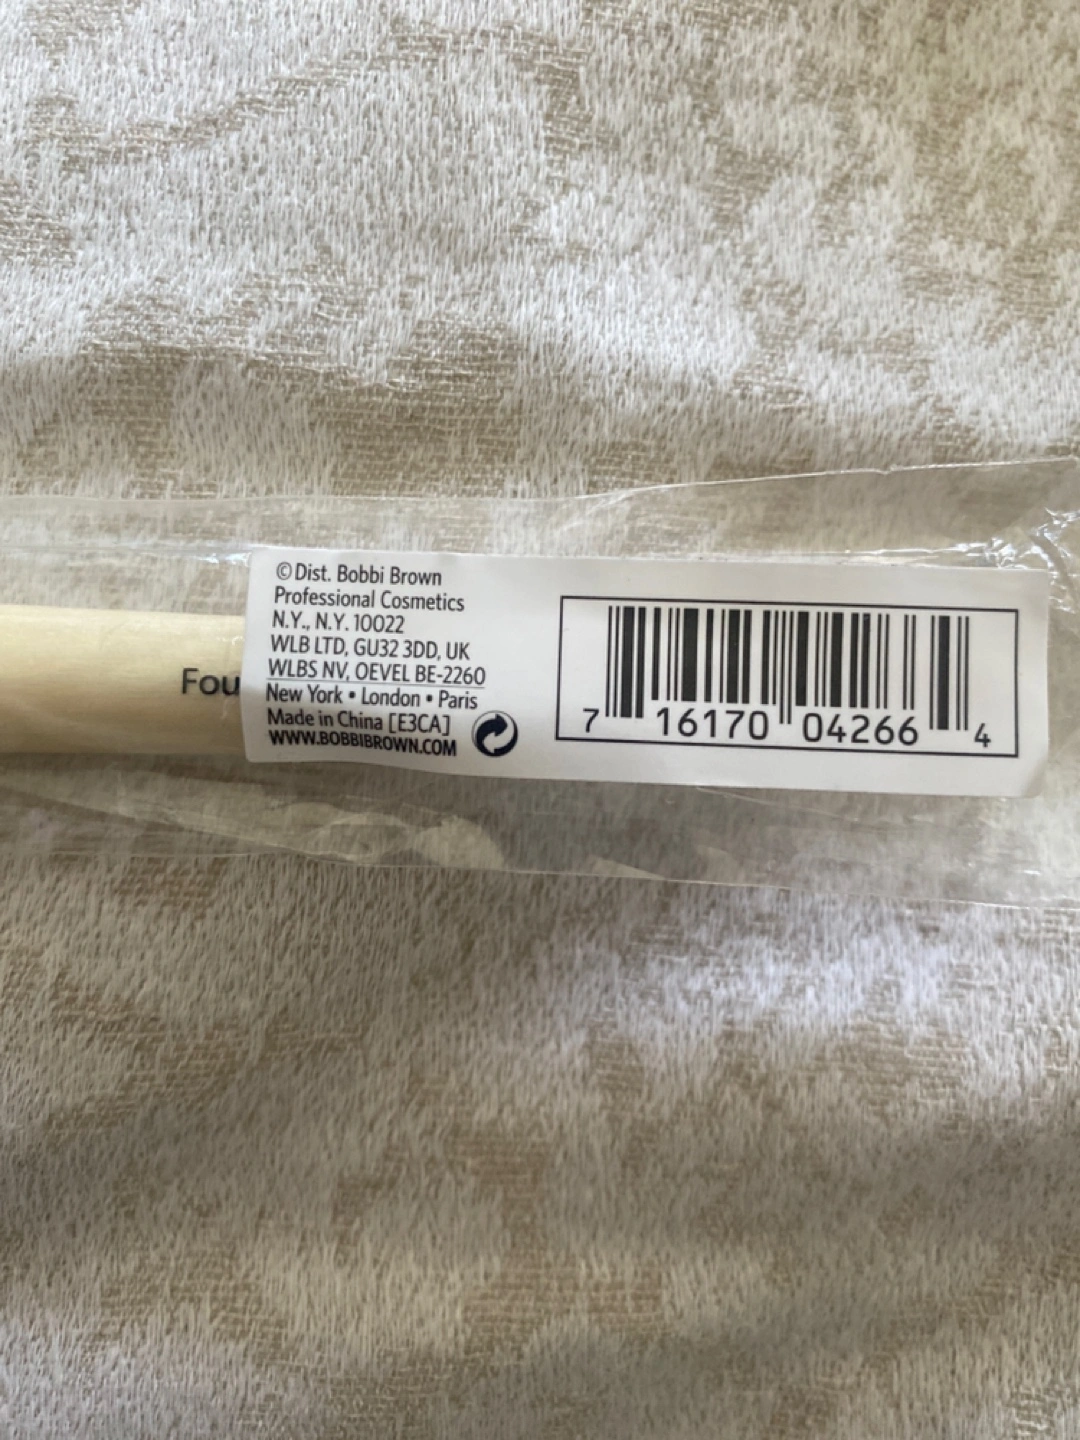 Fou
©Dist. Bobbi Brown
Professional Cosmetics
N.Y., N.Y. 10022
WLB LTD, GU32 3DD, UK
WLBS NV, OEVEL BE-2260
New York • London • Paris
Made in China [E3CA]
WWW.BOBBIBROWN.COM
7 16170 04266 4